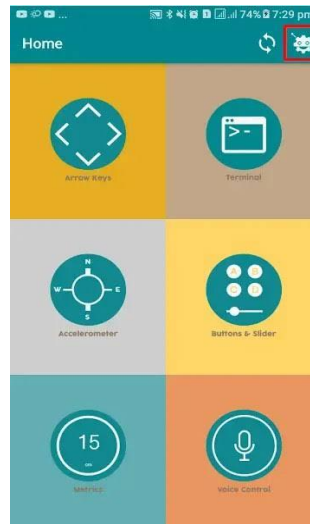 ... 74% 7:29 pm
Home
Arrow Keys
>-
Terminal
N
W E
S
Accelerometer
A B
C D
Buttons & Slider
15
Metrics
Voice Control